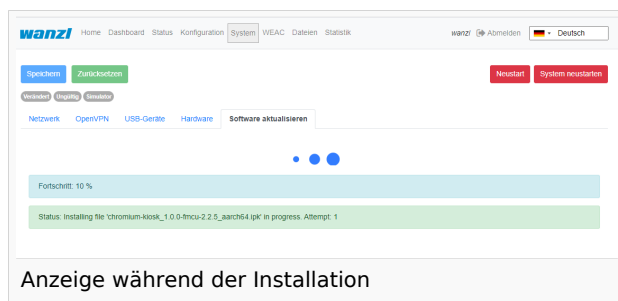 wanzl Home Dashboard Status Konfiguration System WEAC Dateien Statistik wanzl Abmelden Deutsch
Speichern Zurücksetzen Neustart System neustarten
Verändert Ungültig Simulator
Netzwerk OpenVPN USB-Geräte Hardware Software aktualisieren
Fortschritt: 10 %
Status: Installing file 'chromium-kiosk_1.0.0-fmcu-2.2.5_aarch64.ipk' in progress. Attempt: 1
Anzeige während der Installation